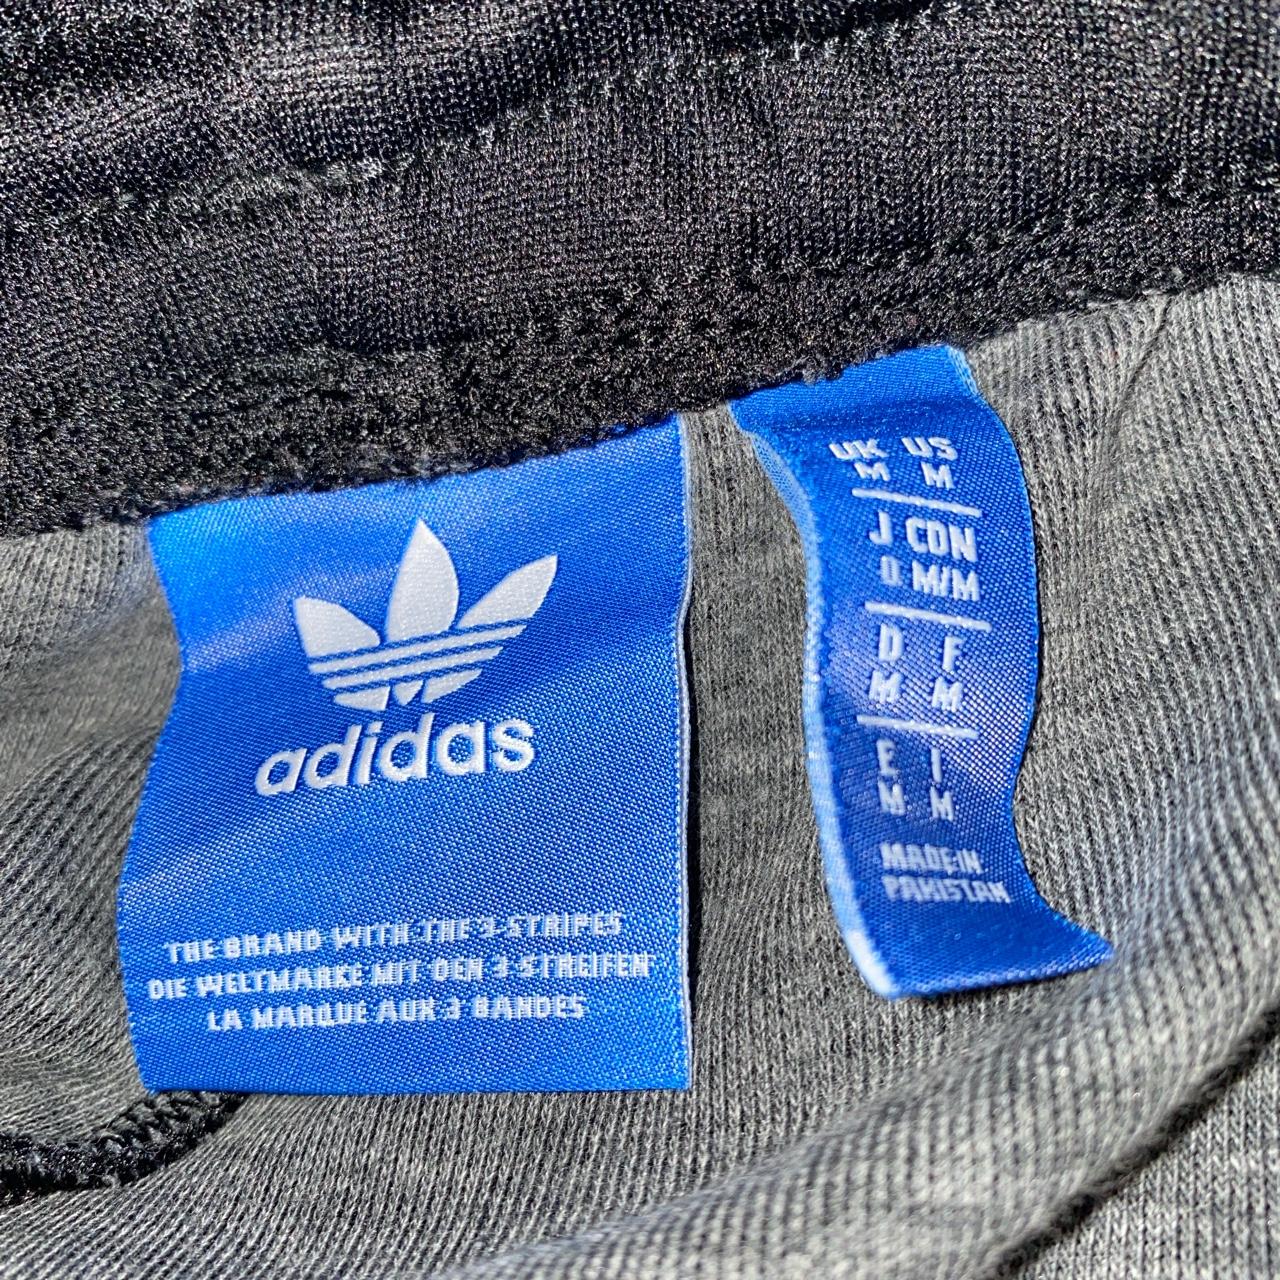 adidas
THE BRAND WITH THE 3-STRIPES
DIE WELTMARKE MIT DEN 3 STREIFEN
LA MARQUE AUX 3 BANDES
UK US
M M
J CDN
O M/M
D F
M M
E I
M M
MADE IN
PAKISTAN